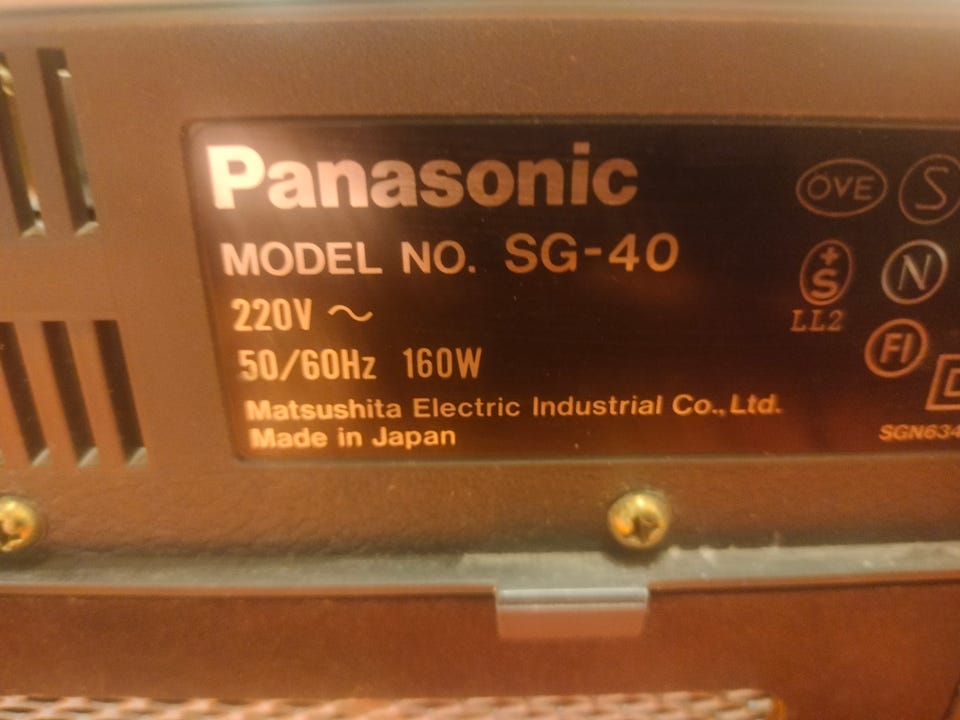 Panasonic
MODEL NO. SG-40
220V ~
50/60Hz 160W
Matsushita Electric Industrial Co., Ltd.
Made in Japan
ÖVE
S
+
S
LL2
N
FI
SGN634